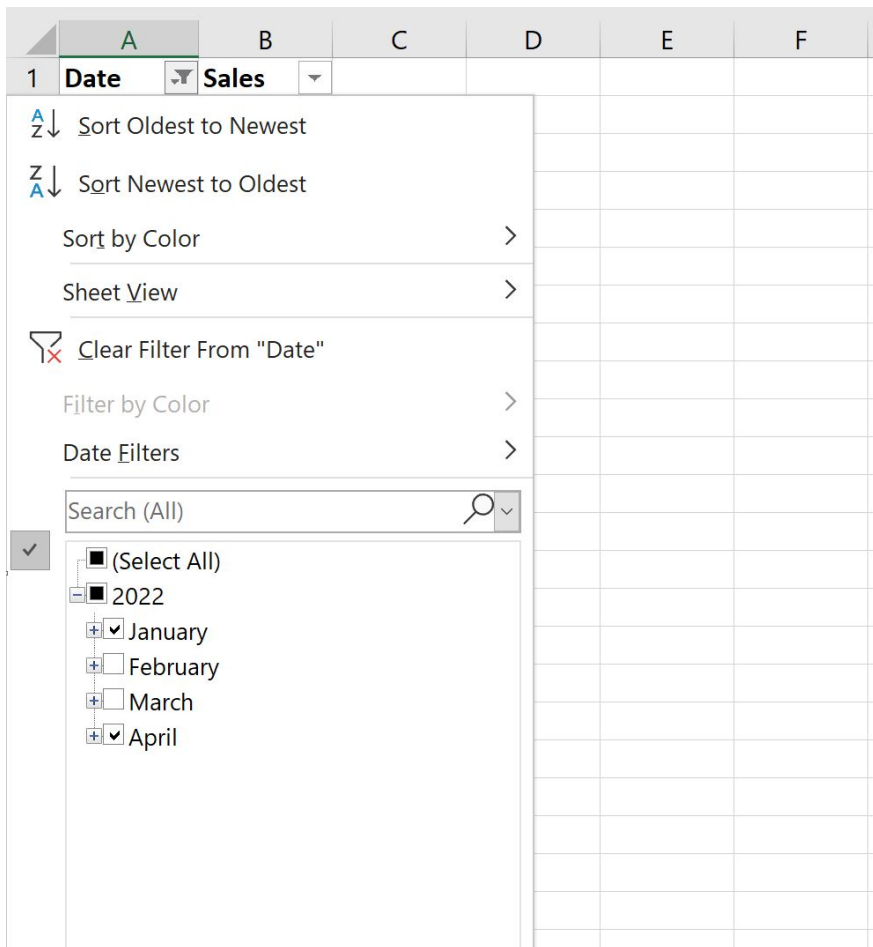 A B C D E F
1 Date Sales
Sort Oldest to Newest
Sort Newest to Oldest
Sort by Color
Sheet View
Clear Filter From "Date"
Filter by Color
Date Filters
Search (All)
(Select All)
2022
January
February
March
April